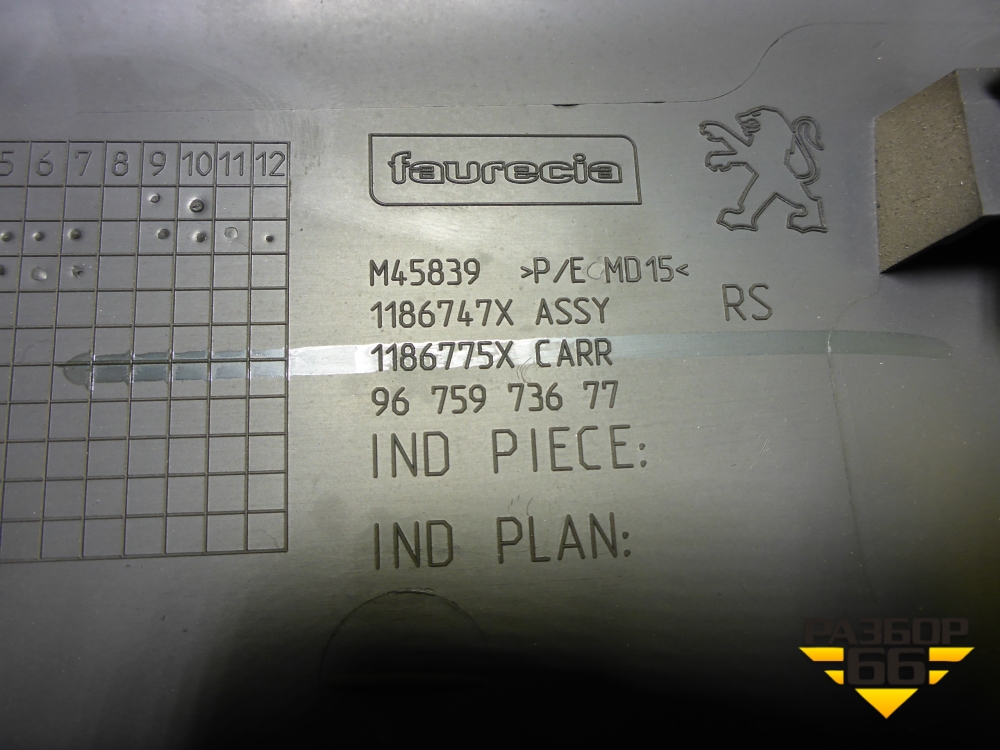 5 6 7 8 9 10 11 12
faurecia
M45839 >P/E MD15<
1186747X ASSY
RS
1186775X CARR
96 759 736 77
IND PIECE:
IND PLAN:
РАЗБОР
66